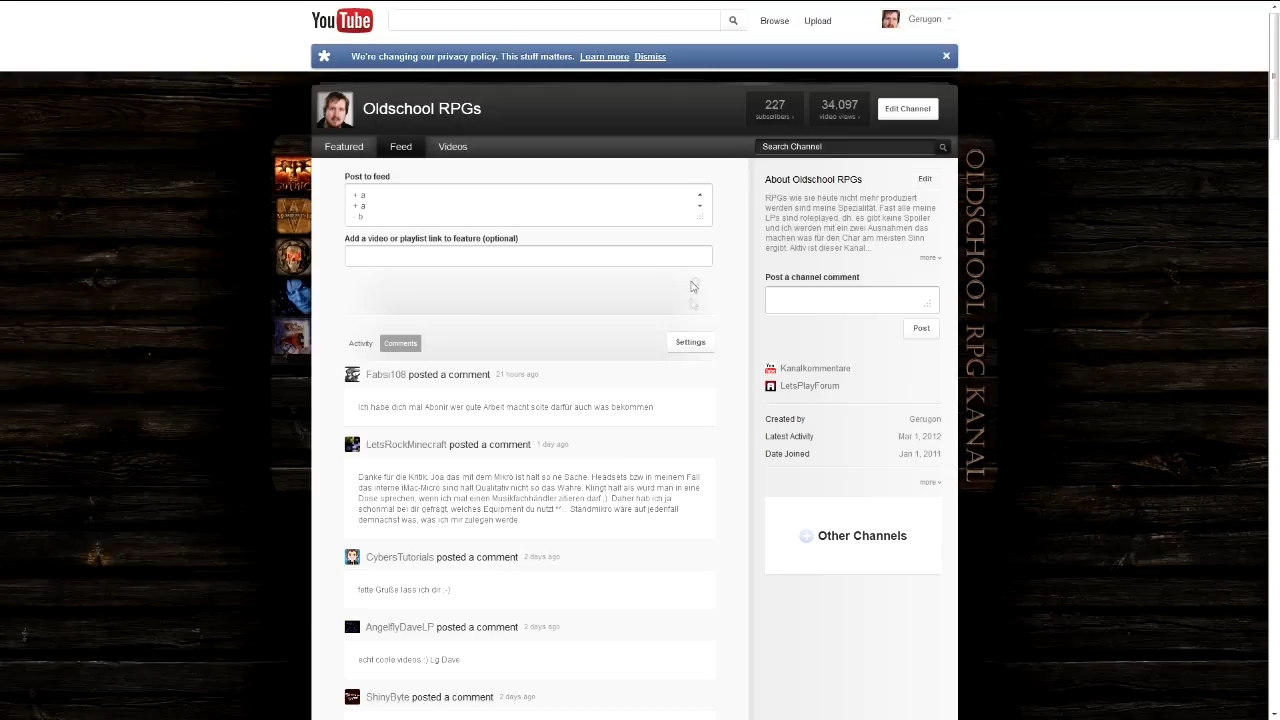 YouTube
Browse
Upload
Gerugon
We're changing our privacy policy. This stuff matters. Learn more Dismiss
Oldschool RPGs
227
subscribers
34,097
video views
Edit Channel
Featured
Feed
Videos
Search Channel
Post to feed
+ a
+ a
- b
Add a video or playlist link to feature (optional)
Activity
Comments
Settings
Fabsi108 posted a comment 21 hours ago
Ich habe dich mal Abonir wer gute Arbeit macht solte darfür auch was bekommen
LetsRockMinecraft posted a comment 1 day ago
Danke für die Kritik. Joa das mit dem Mikro ist halt so ne Sache. Headsets bzw in meinem Fall
das interne iMac-Micro sind halt Qualitativ nicht so das Wahre. Klingt halt als würd man in eine
Dose sprechen, wenn ich mal einen Musikfachhändler zitieren darf ;). Daher hab ich ja
schonmal bei dir gefragt, welches Equipment du nutzt ^^... Standmikro wäre auf jedenfall
demnächst was, was ich mir zulegen werde.
CybersTutorials posted a comment 2 days ago
fette Grüße lass ich dir :-)
AngelflyDaveLP posted a comment 2 days ago
echt coole videos :) Lg Dave
ShinyByte posted a comment 2 days ago
About Oldschool RPGs
Edit
RPGs wie sie heute nicht mehr produziert
werden sind meine Spezialität. Fast alle meine
LPs sind roleplayed, dh. es gibt keine Spoiler
und ich werden mit ein zwei Ausnahmen das
machen was für den Char am meisten Sinn
ergibt. Aktiv ist dieser Kanal...
more
Post a channel comment
Post
Kanalkommentare
LetsPlayForum
Created by Gerugon
Latest Activity Mar 1, 2012
Date Joined Jan 1, 2011
more
Other Channels
OLDSCHOOL RPG KANAL